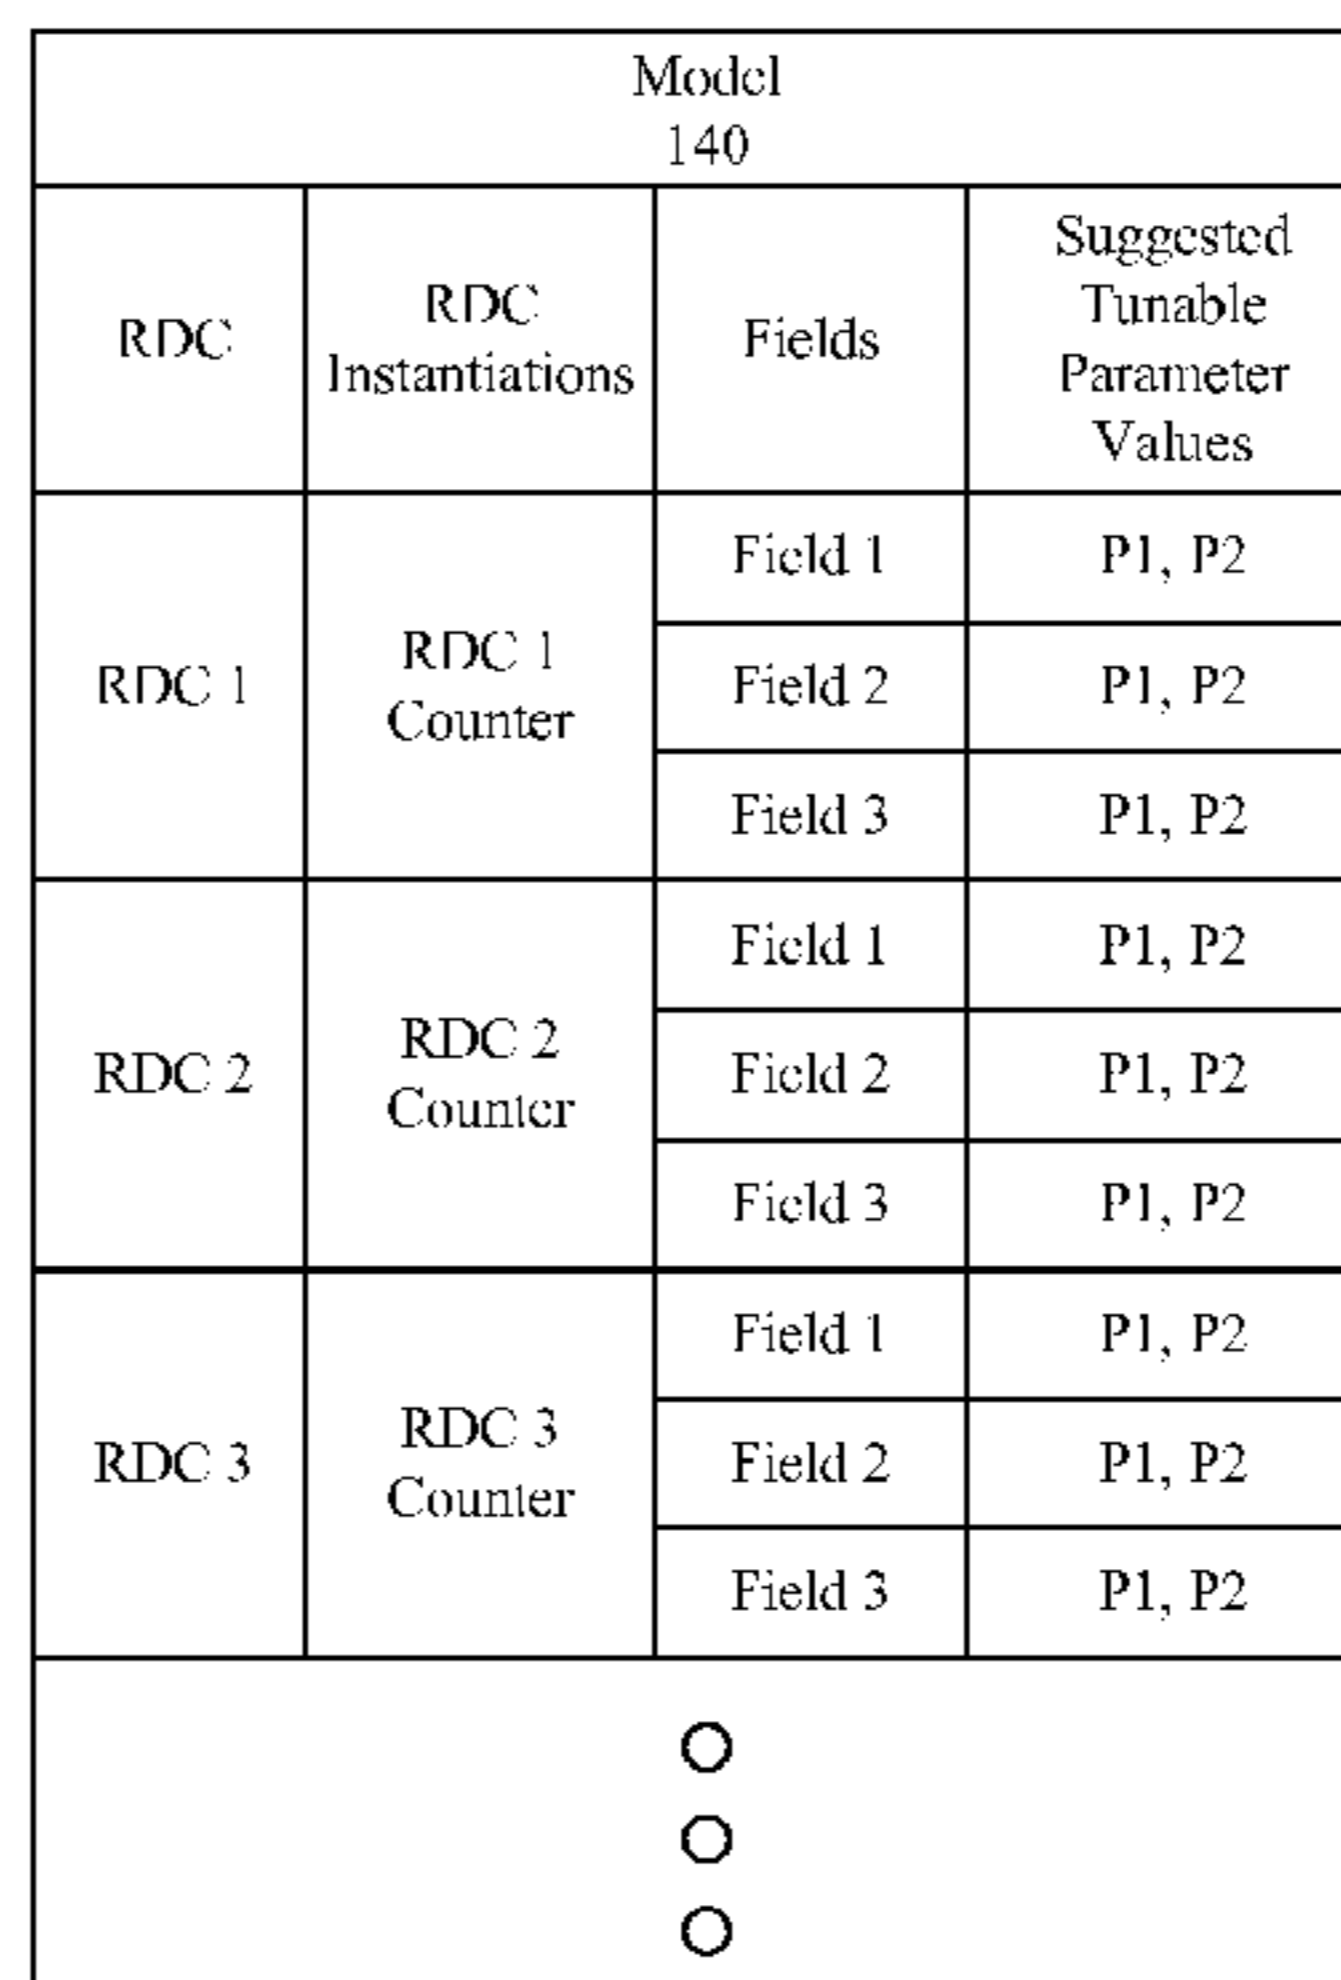 Model
140
RDC
RDC
Instantiations
Fields
Suggested
Tunable
Parameter
Values
RDC 1
RDC 1
Counter
Field 1
P1, P2
Field 2
P1, P2
Field 3
P1, P2
RDC 2
RDC 2
Counter
Field 1
P1, P2
Field 2
P1, P2
Field 3
P1, P2
RDC 3
RDC 3
Counter
Field 1
P1, P2
Field 2
P1, P2
Field 3
P1, P2